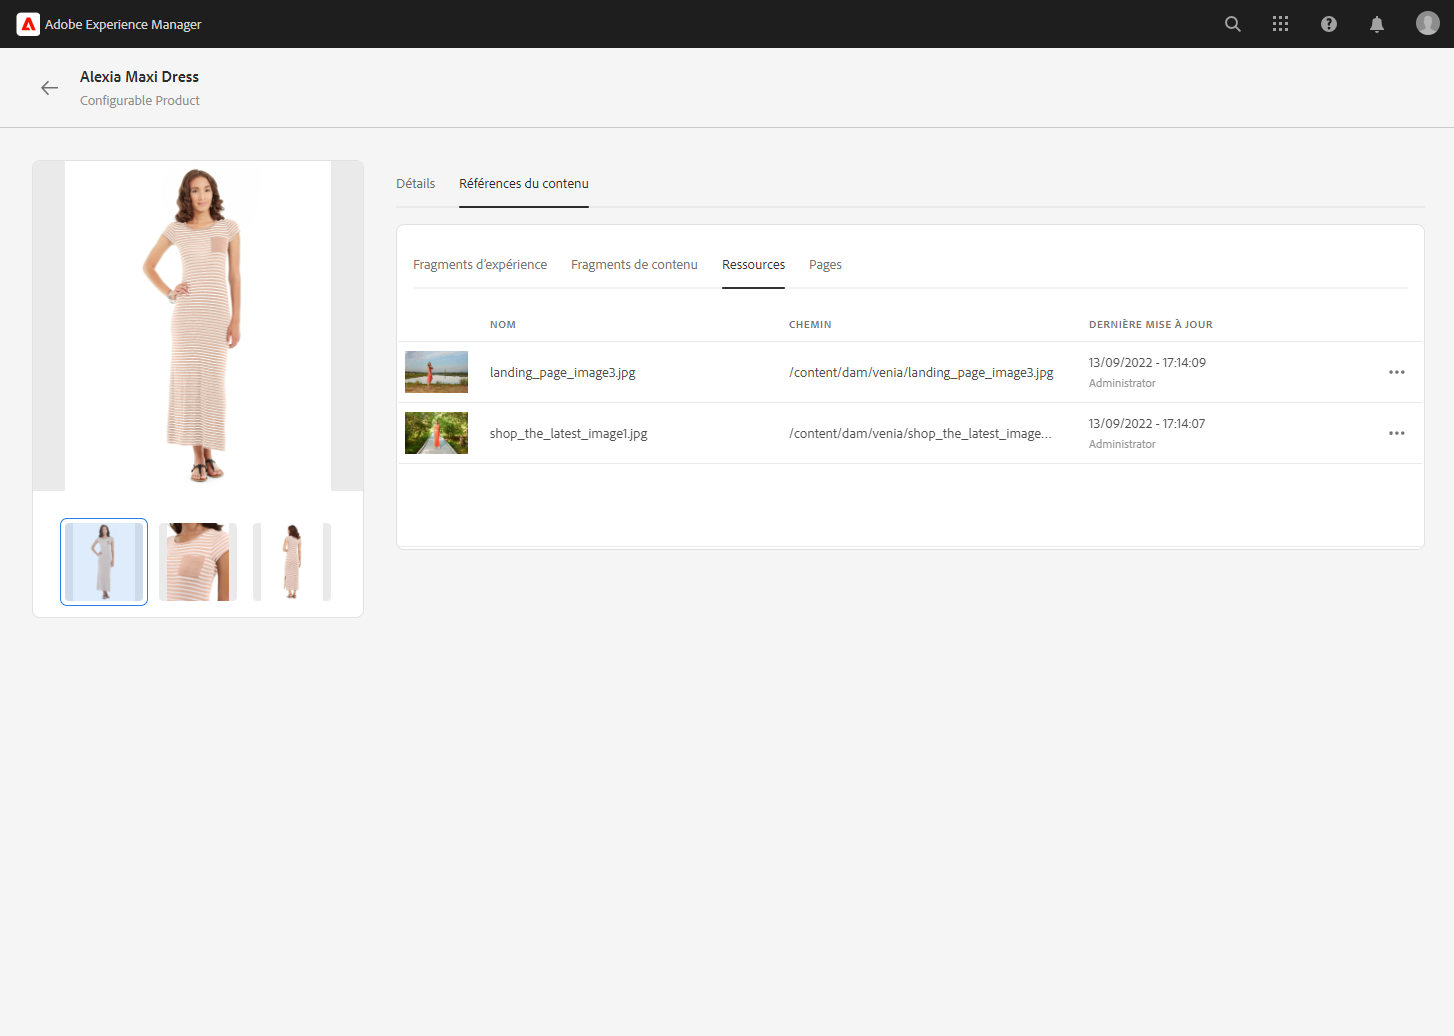 Adobe Experience Manager
Alexia Maxi Dress
Configurable Product
Détails Références du contenu
Fragments d'expérience Fragments de contenu Ressources Pages
NOM CHEMIN DERNIÈRE MISE À JOUR
landing_page_image3.jpg /content/dam/venia/landing_page_image3.jpg 13/09/2022 - 17:14:09
Administrator
shop_the_latest_image1.jpg /content/dam/venia/shop_the_latest_image... 13/09/2022 - 17:14:07
Administrator